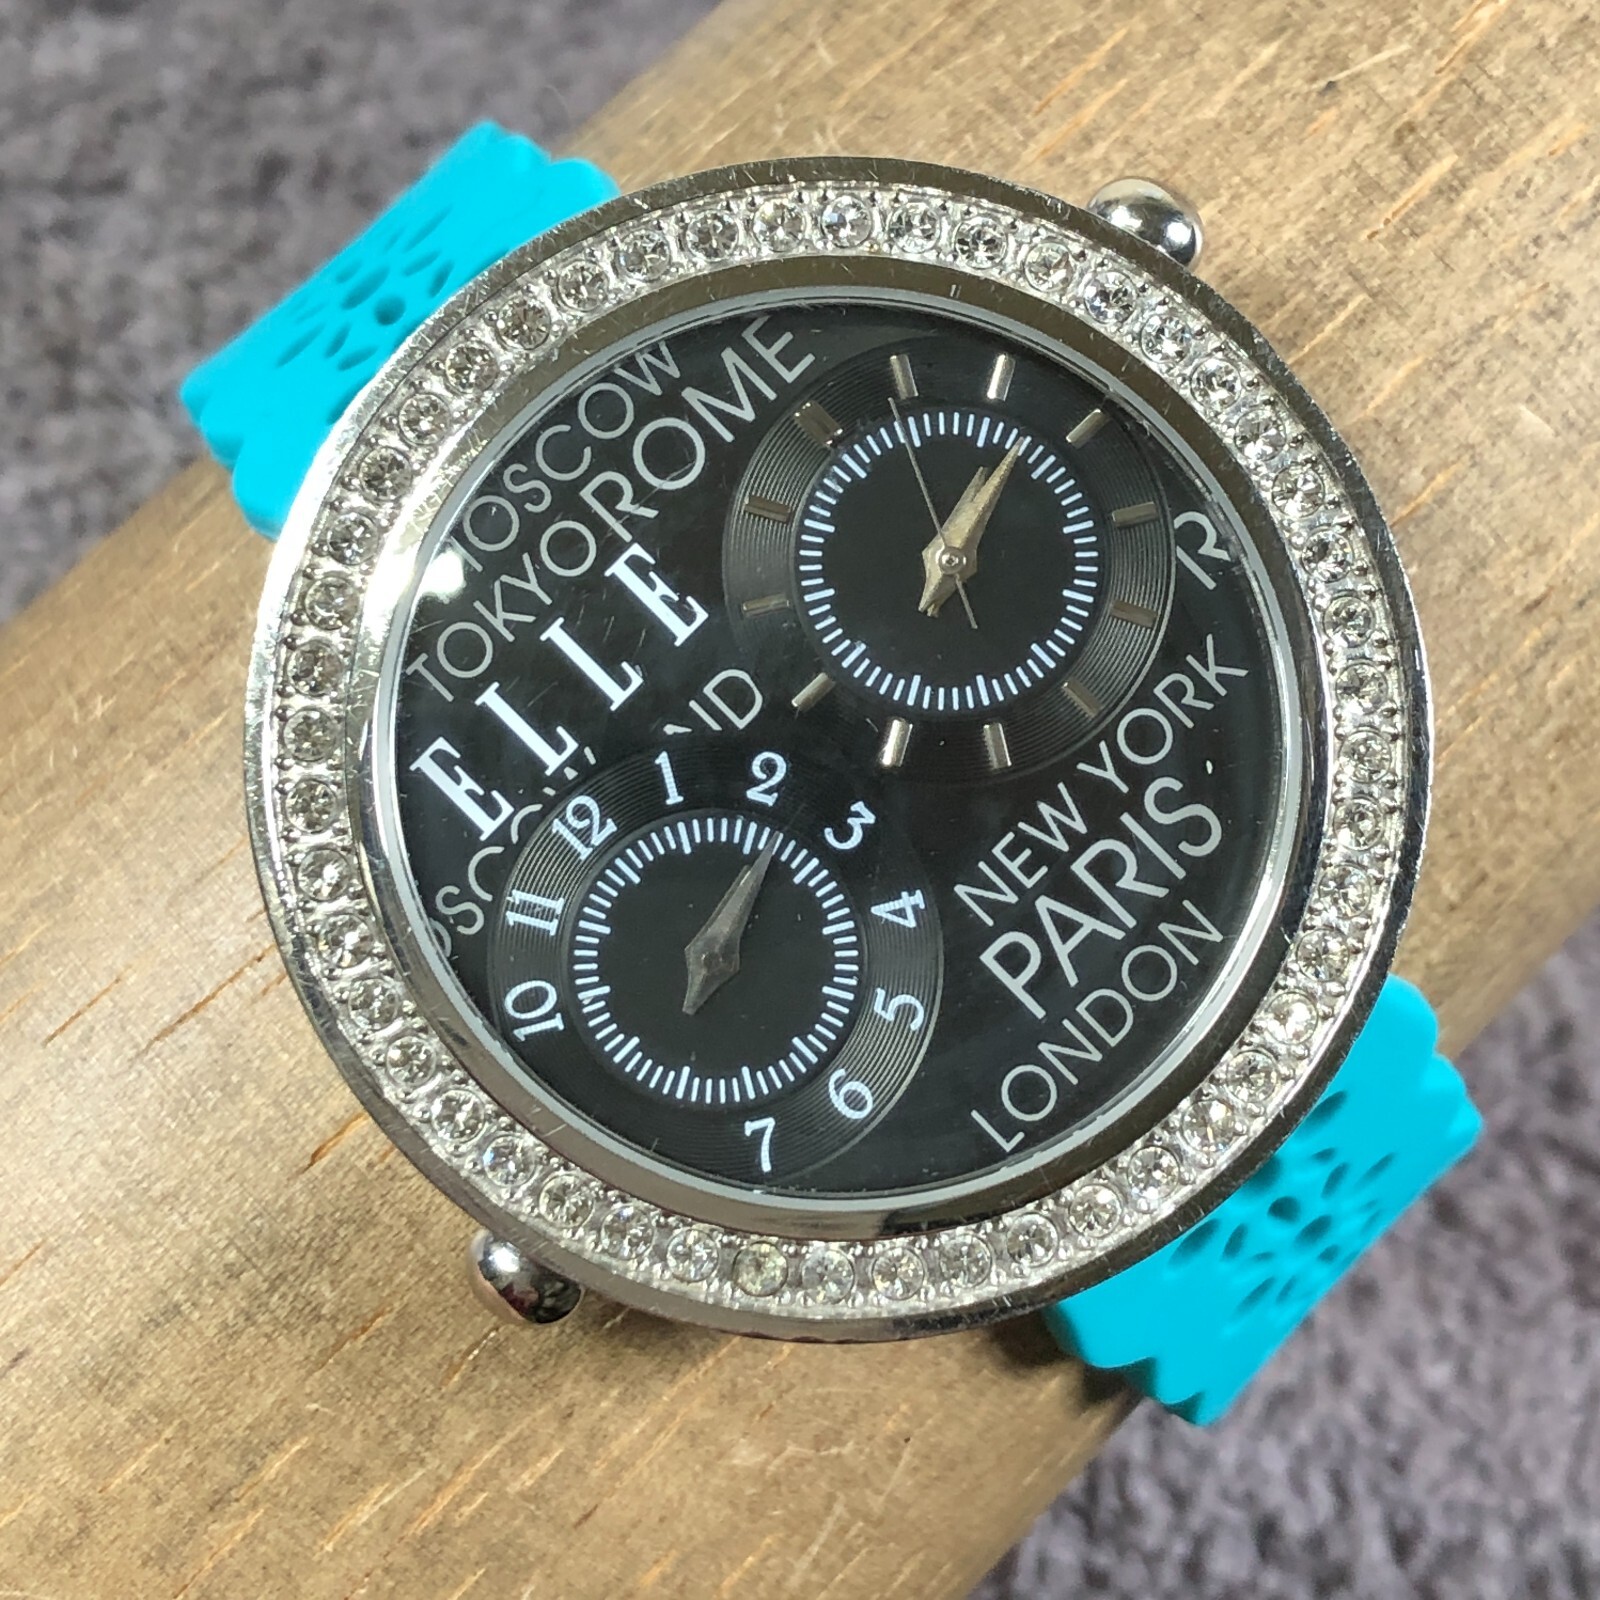 MOSCOW
TOKYO ROME
ELLE
NEW YORK
PARIS
LONDON
12
1
2
3
4
5
6
7
10
11